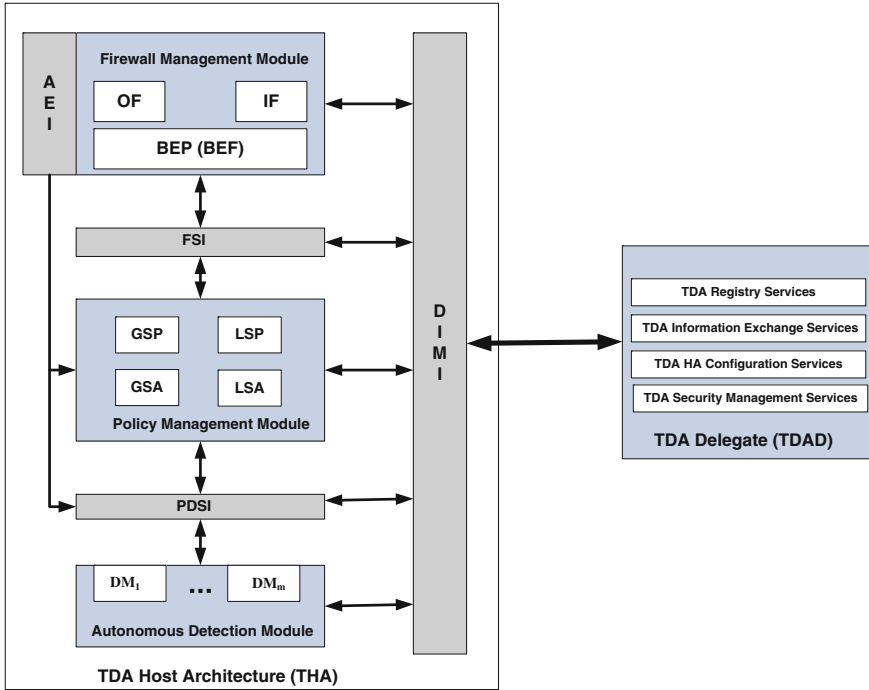 AEI
Firewall Management Module
OF
IF
BEP (BEF)
FSI
GSP
LSP
GSA
LSA
Policy Management Module
PDSI
DM₁
...
DMₘ
Autonomous Detection Module
TDA Host Architecture (THA)
DIMI
TDA Registry Services
TDA Information Exchange Services
TDA HA Configuration Services
TDA Security Management Services
TDA Delegate (TDAD)